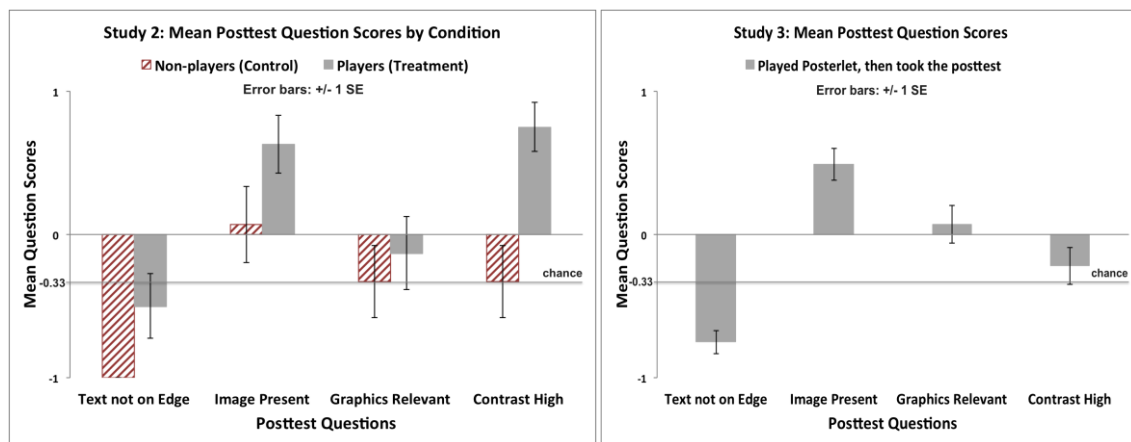 Study 2: Mean Posttest Question Scores by Condition
Non-players (Control) Players (Treatment)
Error bars: +/- 1 SE
Mean Question Scores
1
0
-0.33
-1
chance
Text not on Edge Image Present Graphics Relevant Contrast High
Posttest Questions
Study 3: Mean Posttest Question Scores
Played Posterlet, then took the posttest
Error bars: +/- 1 SE
Mean Question Scores
1
0
-0.33
-1
chance
Text not on Edge Image Present Graphics Relevant Contrast High
Posttest Questions